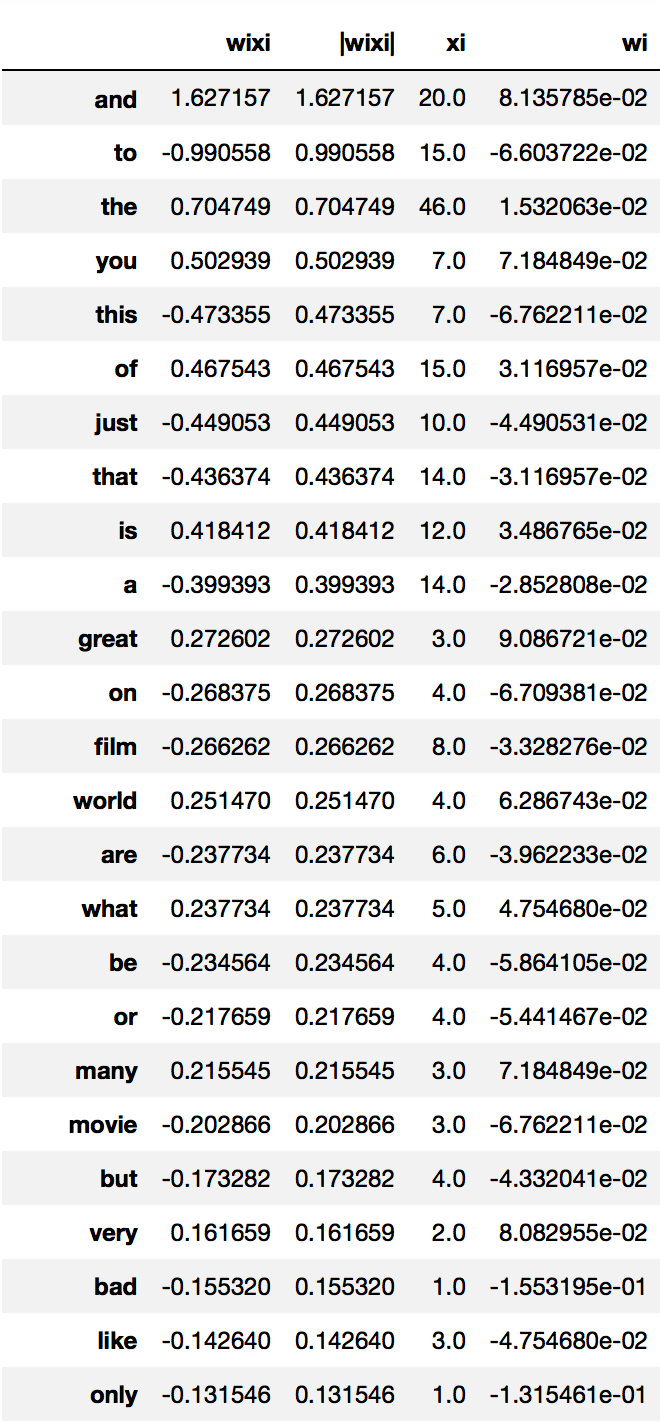 wixi |wixi| xi wi
and 1.627157 1.627157 20.0 8.135785e-02
to -0.990558 0.990558 15.0 -6.603722e-02
the 0.704749 0.704749 46.0 1.532063e-02
you 0.502939 0.502939 7.0 7.184849e-02
this -0.473355 0.473355 7.0 -6.762211e-02
of 0.467543 0.467543 15.0 3.116957e-02
just -0.449053 0.449053 10.0 -4.490531e-02
that -0.436374 0.436374 14.0 -3.116957e-02
is 0.418412 0.418412 12.0 3.486765e-02
a -0.399393 0.399393 14.0 -2.852808e-02
great 0.272602 0.272602 3.0 9.086721e-02
on -0.268375 0.268375 4.0 -6.709381e-02
film -0.266262 0.266262 8.0 -3.328276e-02
world 0.251470 0.251470 4.0 6.286743e-02
are -0.237734 0.237734 6.0 -3.962233e-02
what 0.237734 0.237734 5.0 4.754680e-02
be -0.234564 0.234564 4.0 -5.864105e-02
or -0.217659 0.217659 4.0 -5.441467e-02
many 0.215545 0.215545 3.0 7.184849e-02
movie -0.202866 0.202866 3.0 -6.762211e-02
but -0.173282 0.173282 4.0 -4.332041e-02
very 0.161659 0.161659 2.0 8.082955e-02
bad -0.155320 0.155320 1.0 -1.553195e-01
like -0.142640 0.142640 3.0 -4.754680e-02
only -0.131546 0.131546 1.0 -1.315461e-01